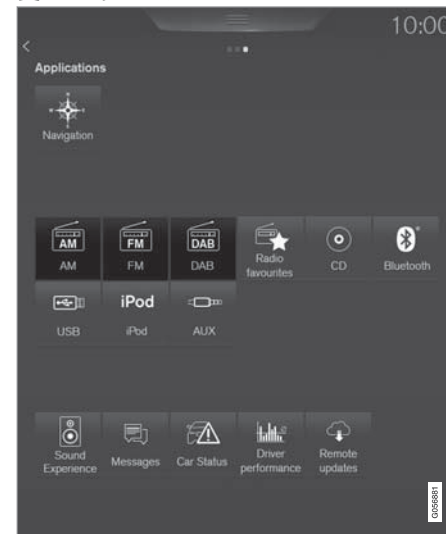 10:00
Applications
Navigation
AM FM DAB
AM FM DAB Radio favourites CD Bluetooth
iPod
USB iPod AUX
Sound Experience Messages Car Status Driver performance Remote updates
G056881